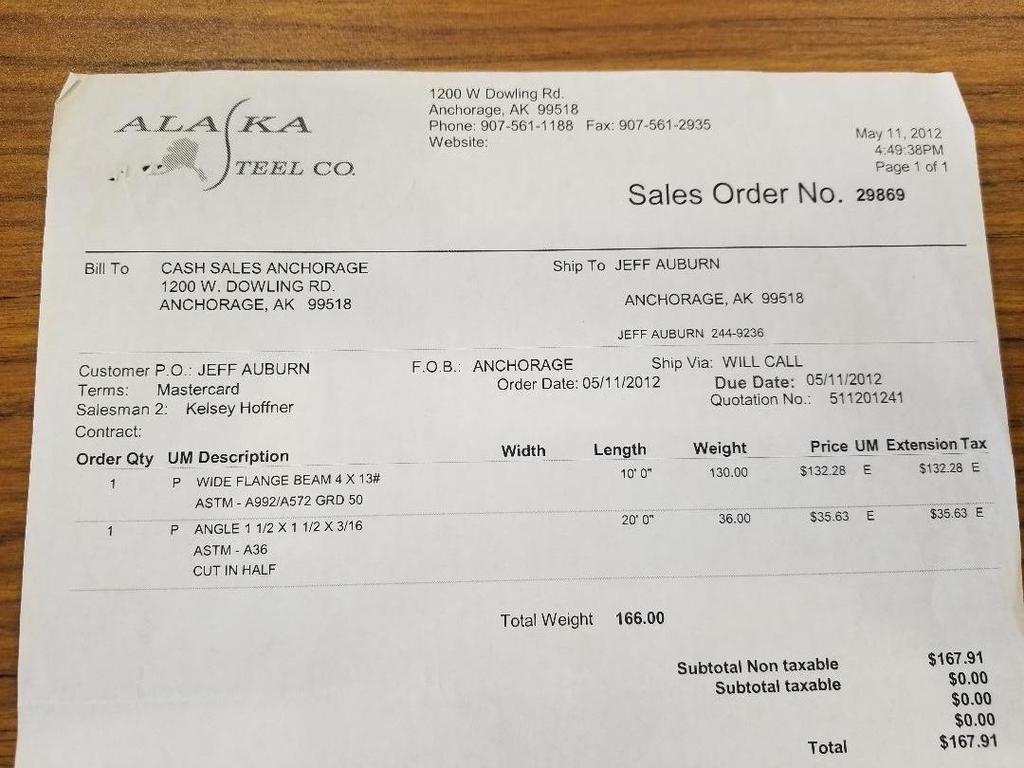 ALASKA
STEEL CO.
1200 W Dowling Rd.
Anchorage, AK 99518
Phone: 907-561-1188 Fax: 907-561-2935
Website:
May 11, 2012
4:49:38PM
Page 1 of 1
Sales Order No. 29869
Bill To CASH SALES ANCHORAGE
1200 W. DOWLING RD.
ANCHORAGE, AK 99518
Ship To JEFF AUBURN
ANCHORAGE, AK 99518
JEFF AUBURN 244-9236
Customer P.O.: JEFF AUBURN F.O.B.: ANCHORAGE Ship Via: WILL CALL
Terms: Mastercard Order Date: 05/11/2012 Due Date: 05/11/2012
Salesman 2: Kelsey Hoffner Quotation No.: 511201241
Contract:
Order Qty UM Description Width Length Weight Price UM Extension Tax
1 P WIDE FLANGE BEAM 4 X 13# 10' 0" 130.00 $132.28 E $132.28 E
ASTM - A992/A572 GRD 50
1 P ANGLE 1 1/2 X 1 1/2 X 3/16 20' 0" 36.00 $35.63 E $35.63 E
ASTM - A36
CUT IN HALF
Total Weight 166.00
Subtotal Non taxable $167.91
Subtotal taxable $0.00
$0.00
$0.00
Total $167.91